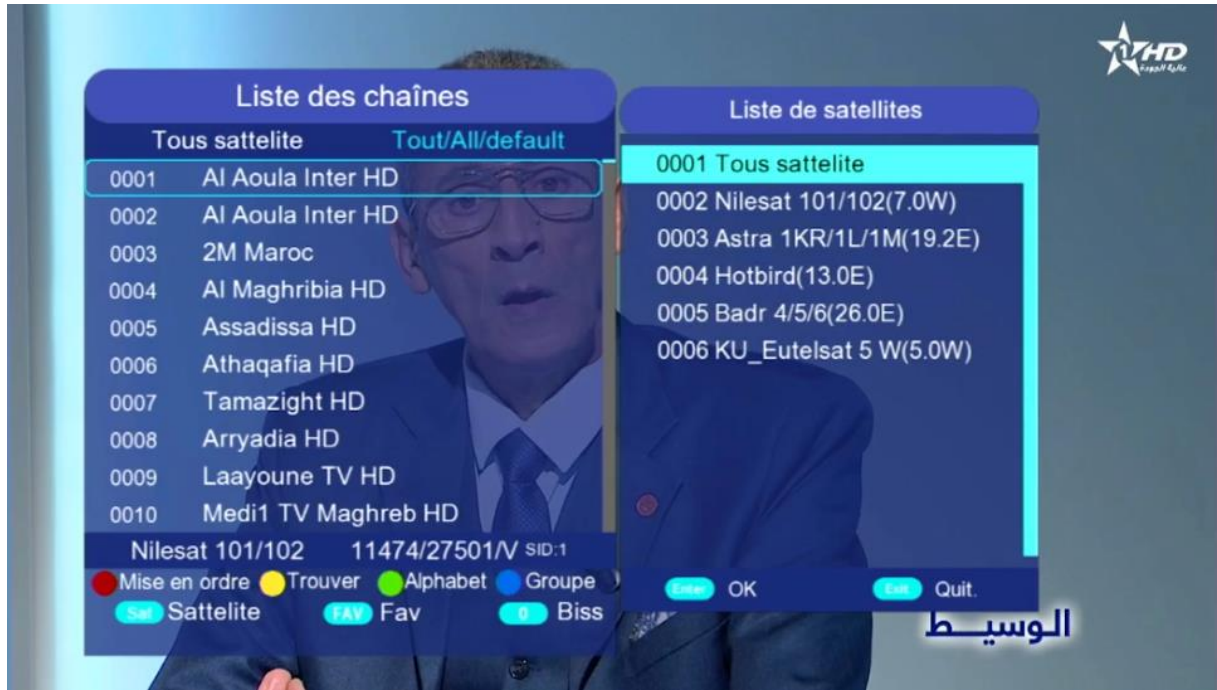 1HD
عالية الجودة
Liste des chaînes
Tous sattelite Tout/All/default
0001 Al Aoula Inter HD
0002 Al Aoula Inter HD
0003 2M Maroc
0004 Al Maghribia HD
0005 Assadissa HD
0006 Athaqafia HD
0007 Tamazight HD
0008 Arryadia HD
0009 Laayoune TV HD
0010 Medi1 TV Maghreb HD
Nilesat 101/102 11474/27501/V SID:1
Mise en ordre Trouver Alphabet Groupe
Sat Sattelite FAV Fav 0 Biss
Liste de satellites
0001 Tous sattelite
0002 Nilesat 101/102(7.0W)
0003 Astra 1KR/1L/1M(19.2E)
0004 Hotbird(13.0E)
0005 Badr 4/5/6(26.0E)
0006 KU_Eutelsat 5 W(5.0W)
Enter OK Exit Quit.
الوسيـــط